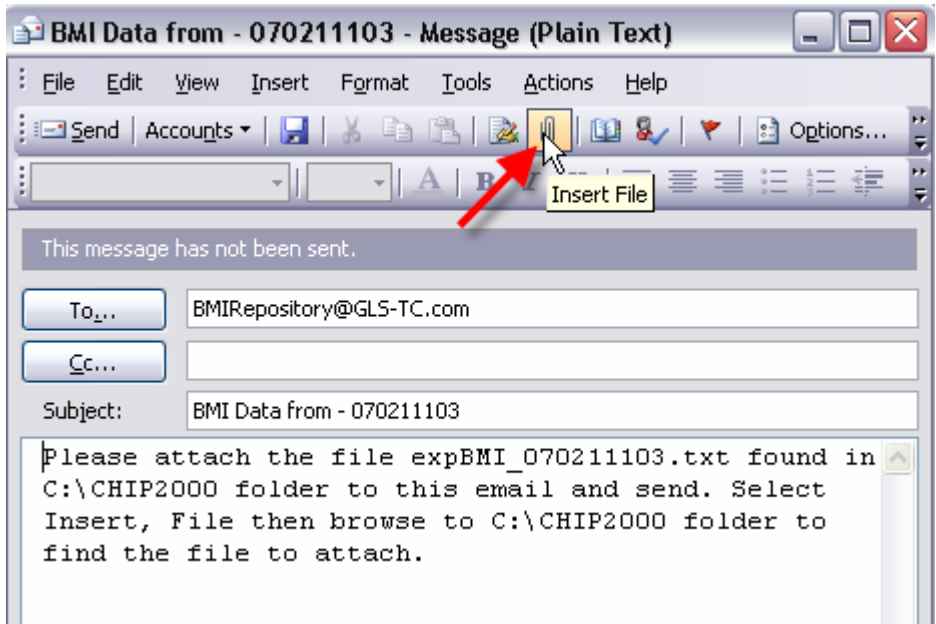 BMI Data from - 070211103 - Message (Plain Text)
File Edit View Insert Format Tools Actions Help
Send Accounts Options...
A B
Insert File
This message has not been sent.
To... BMIRepository@GLS-TC.com
Cc...
Subject: BMI Data from - 070211103
Please attach the file expBMI_070211103.txt found in
C:\CHIP2000 folder to this email and send. Select
Insert, File then browse to C:\CHIP2000 folder to
find the file to attach.